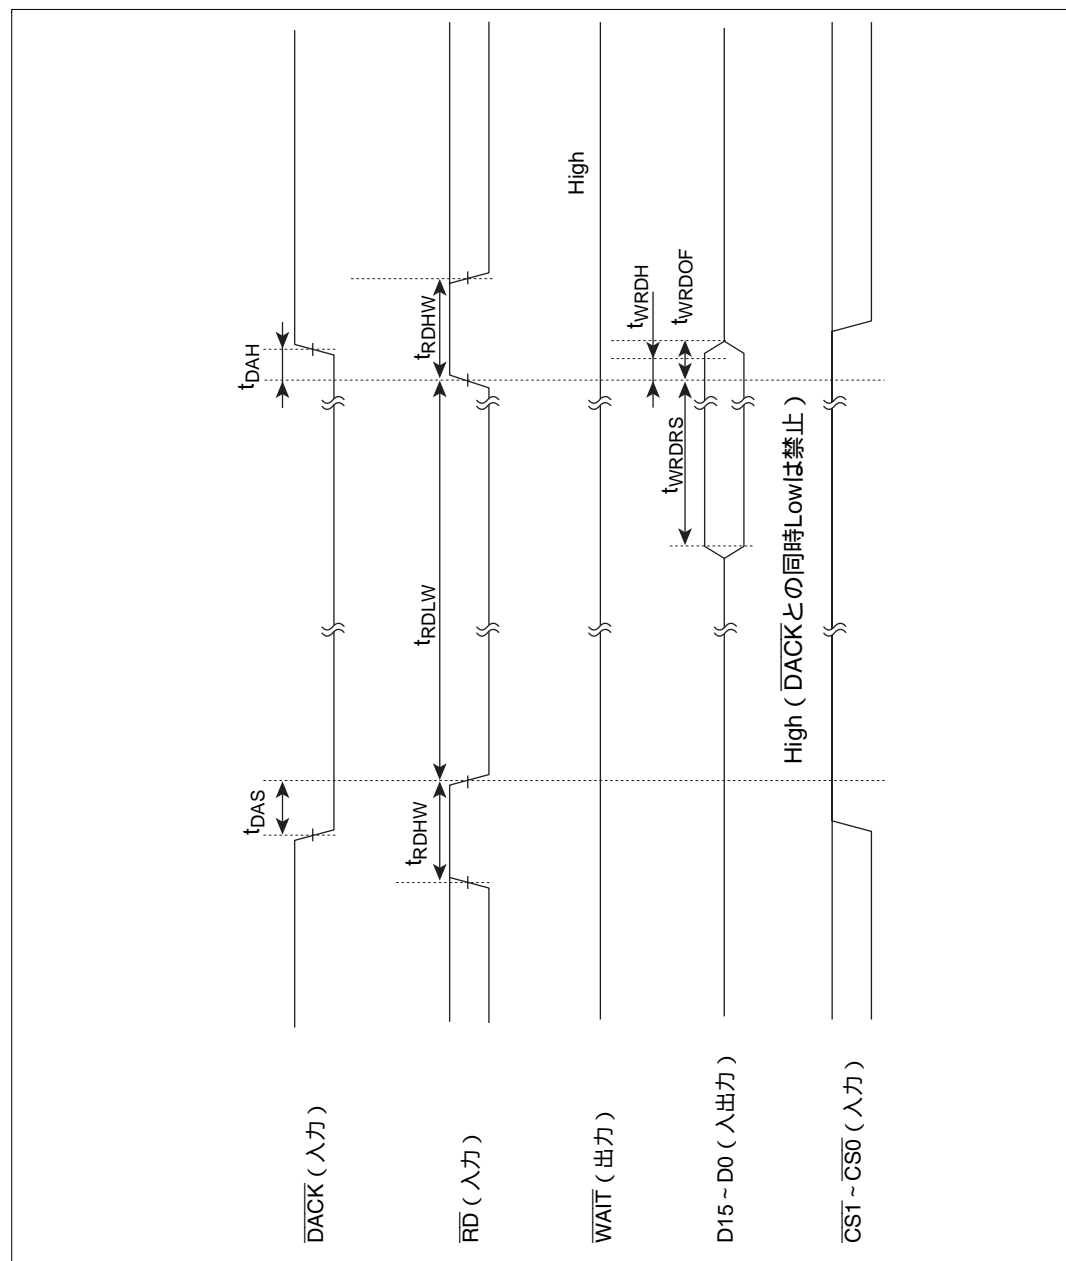 DACK（入力）
tDAS
tDAH
RD（入力）
tRDHW
tRDLW
tRDHW
WAIT（出力）
High
D15～D0（入出力）
tWRDRS
tWRDH
tWRDOF
CS1～CS0（入力）
High（DACKとの同時Lowは禁止）